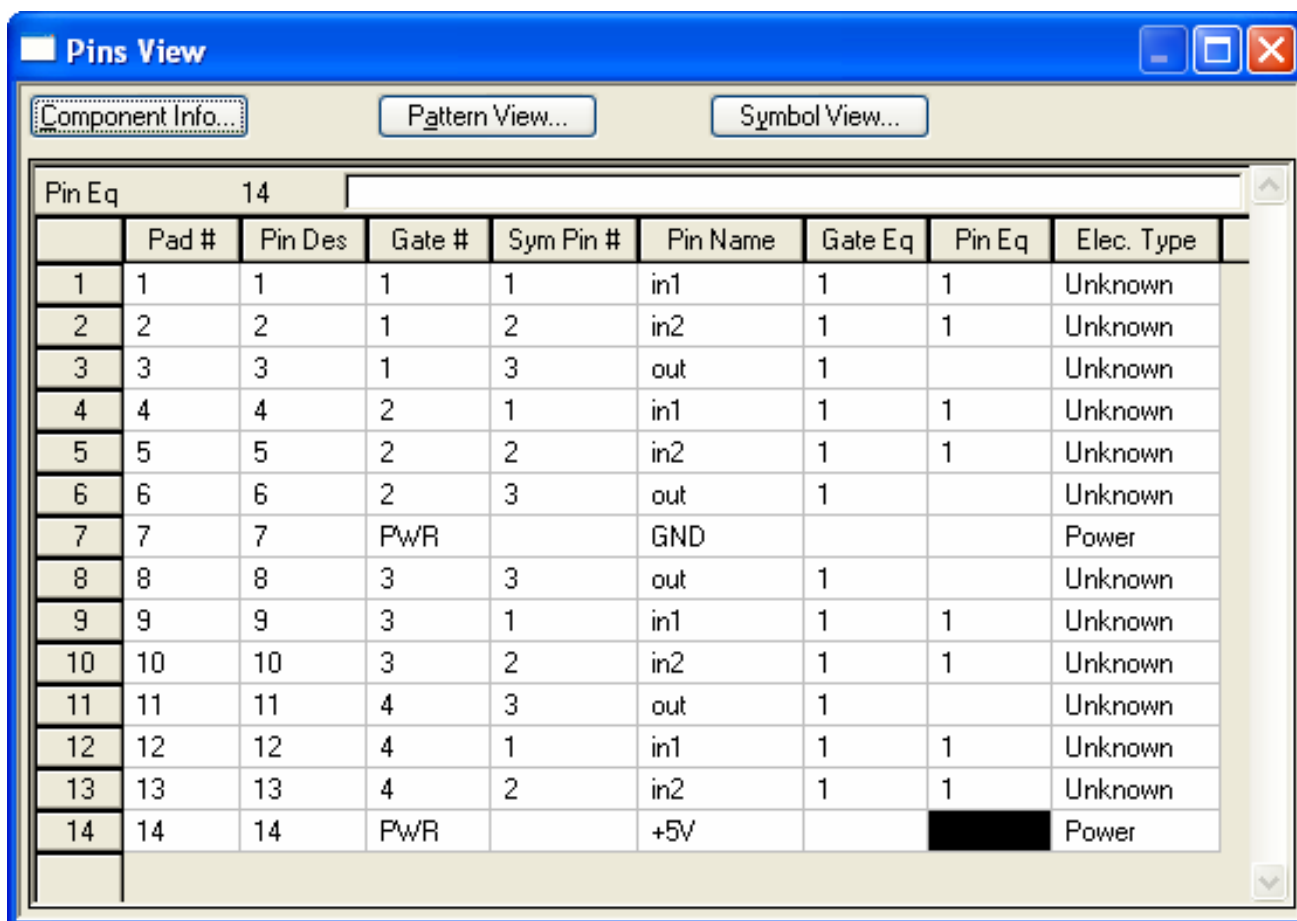 Pins View
Component Info... Pattern View... Symbol View...
Pin Eq 14
Pad # Pin Des Gate # Sym Pin # Pin Name Gate Eq Pin Eq Elec. Type
1 1 1 1 1 in1 1 1 Unknown
2 2 2 1 2 in2 1 1 Unknown
3 3 3 1 3 out 1 Unknown
4 4 4 2 1 in1 1 1 Unknown
5 5 5 2 2 in2 1 1 Unknown
6 6 6 2 3 out 1 Unknown
7 7 7 PWR GND Power
8 8 8 3 3 out 1 Unknown
9 9 9 3 1 in1 1 1 Unknown
10 10 10 3 2 in2 1 1 Unknown
11 11 11 4 3 out 1 Unknown
12 12 12 4 1 in1 1 1 Unknown
13 13 13 4 2 in2 1 1 Unknown
14 14 14 PWR +5V Power